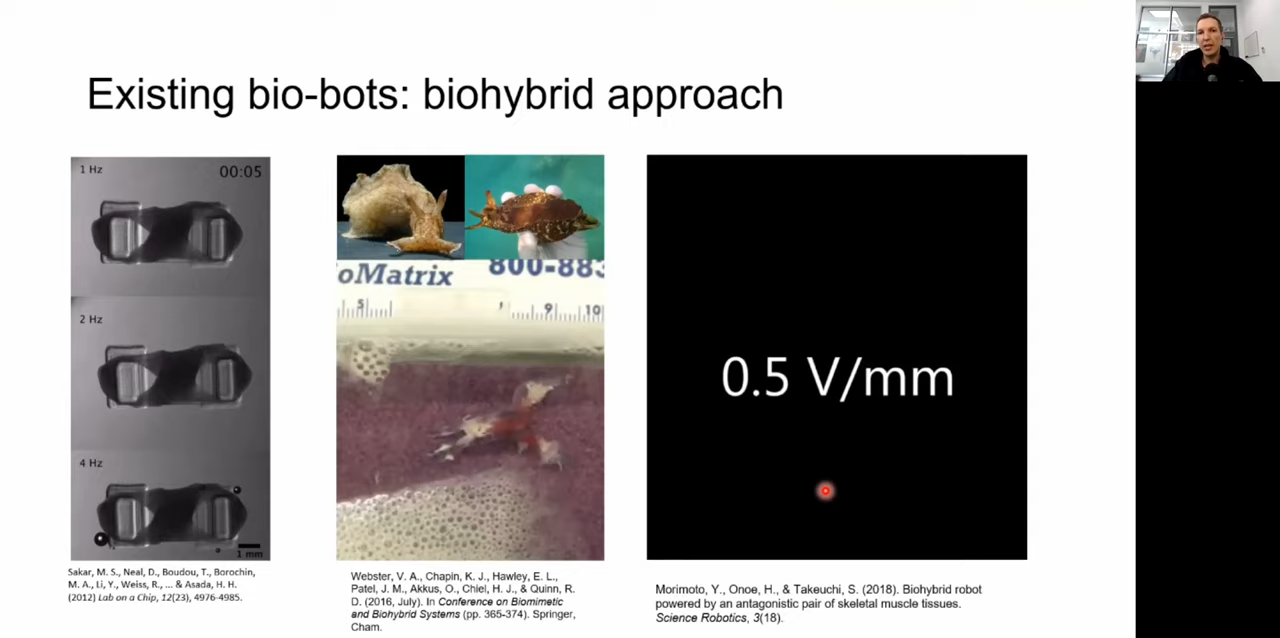 Existing bio-bots: biohybrid approach
1 Hz
00:05
2 Hz
4 Hz
1 mm
oMatrix
800-883
5
9
10
0.5 V/mm
Sakar, M. S., Neal, D., Boudou, T., Borochin,
M. A., Li, Y., Weiss, R., ... & Asada, H. H.
(2012) Lab on a Chip, 12(23), 4976-4985.
Webster, V. A., Chapin, K. J., Hawley, E. L.,
Patel, J. M., Akkus, O., Chiel, H. J., & Quinn, R.
D. (2016, July). In Conference on Biomimetic
and Biohybrid Systems (pp. 365-374). Springer,
Cham.
Morimoto, Y., Onoe, H., & Takeuchi, S. (2018). Biohybrid robot
powered by an antagonistic pair of skeletal muscle tissues.
Science Robotics, 3(18).